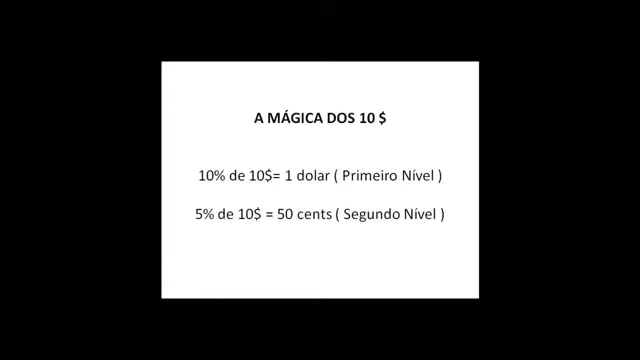 A MÁGICA DOS 10 $
10% de 10$= 1 dolar ( Primeiro Nível )
5% de 10$ = 50 cents ( Segundo Nível )